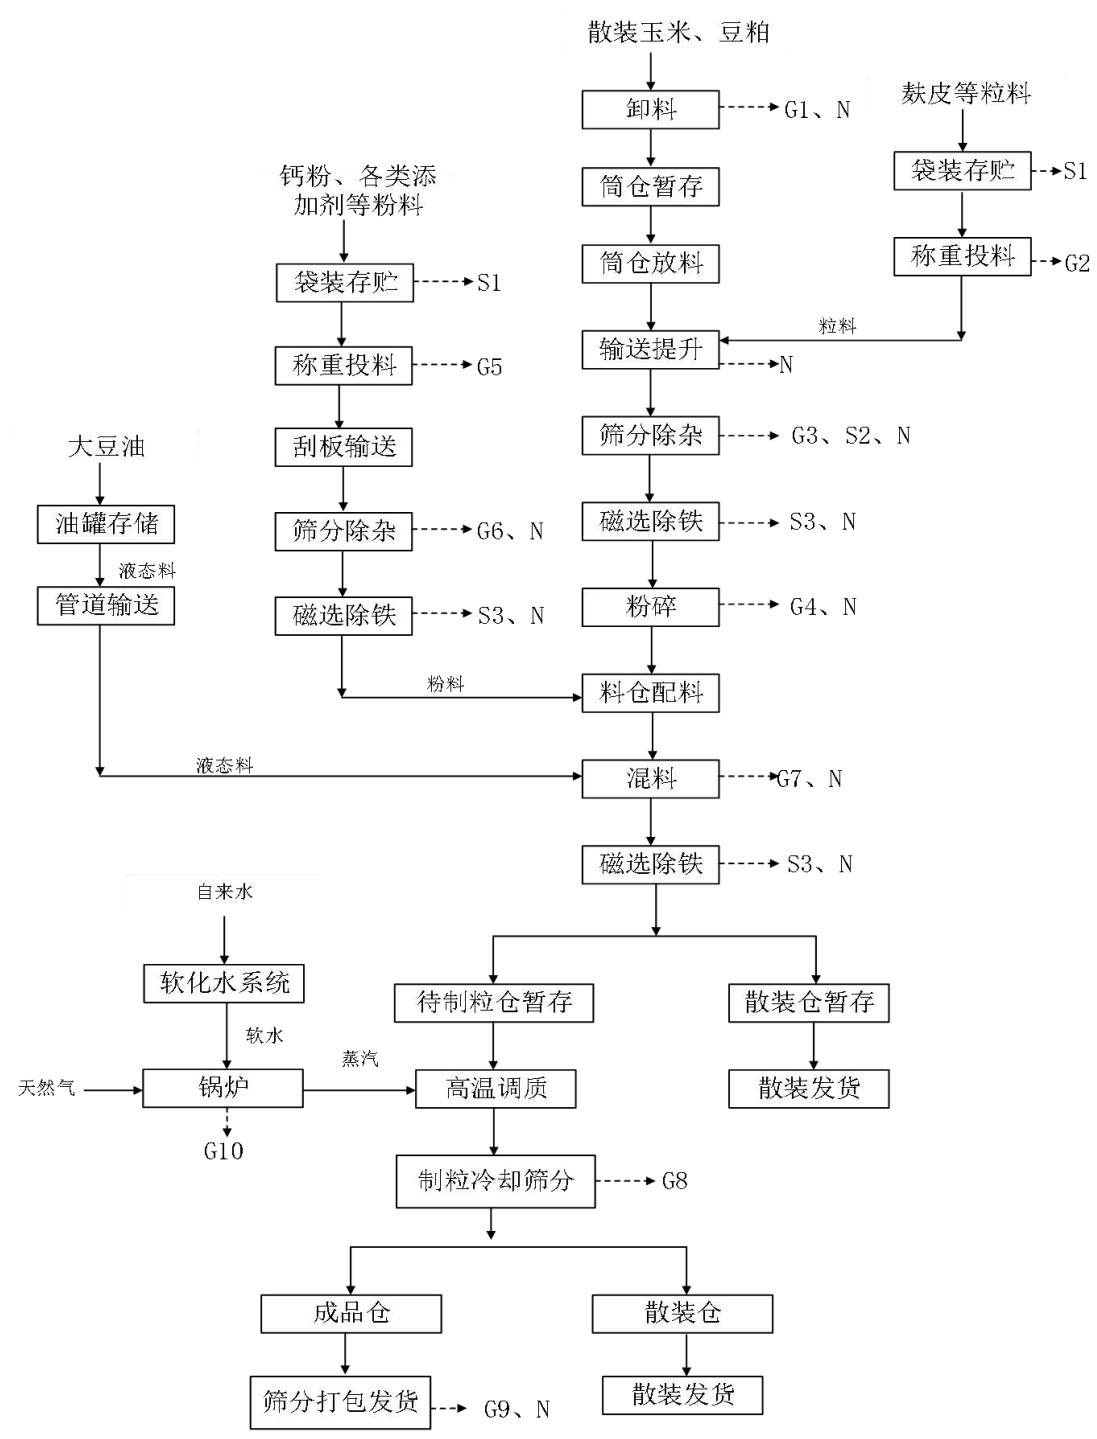 散装玉米、豆粕
卸料
G1、N
麸皮等粒料
袋装存贮
S1
筒仓暂存
钙粉、各类添
加剂等粉料
称重投料
G2
筒仓放料
袋装存贮
S1
粒料
输送提升
N
称重投料
G5
大豆油
刮板输送
筛分除杂
G3、S2、N
油罐存储
筛分除杂
G6、N
磁选除铁
S3、N
液态料
管道输送
磁选除铁
S3、N
粉碎
G4、N
粉料
料仓配料
液态料
混料
G7、N
磁选除铁
S3、N
自来水
软化水系统
待制粒仓暂存
散装仓暂存
软水
蒸汽
天然气
锅炉
高温调质
散装发货
G10
制粒冷却筛分
G8
成品仓
散装仓
筛分打包发货
G9、N
散装发货